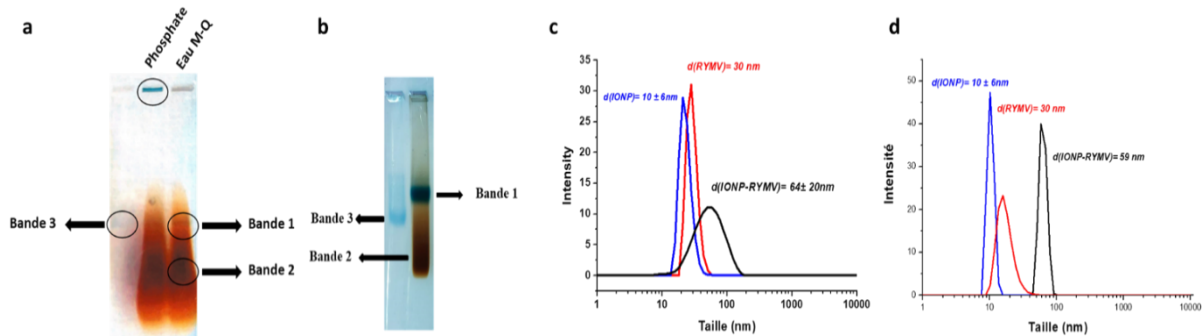 a
Phosphate
Eau M-Q
Bande 3
Bande 1
Bande 2
b
Bande 1
Bande 3
Bande 2
c
35
30
25
20
15
10
5
0
Intensity
d(RYMV)= 30 nm
d(IONP)= 10 ± 6nm
d(IONP-RYMV)= 64± 20nm
1
10
100
1000
10000
Taille (nm)
d
50
40
30
20
10
0
Intensité
d(IONP)= 10 ± 6nm
d(RYMV)= 30 nm
d(IONP-RYMV)= 59 nm
1
10
100
1000
10000
Taille (nm)